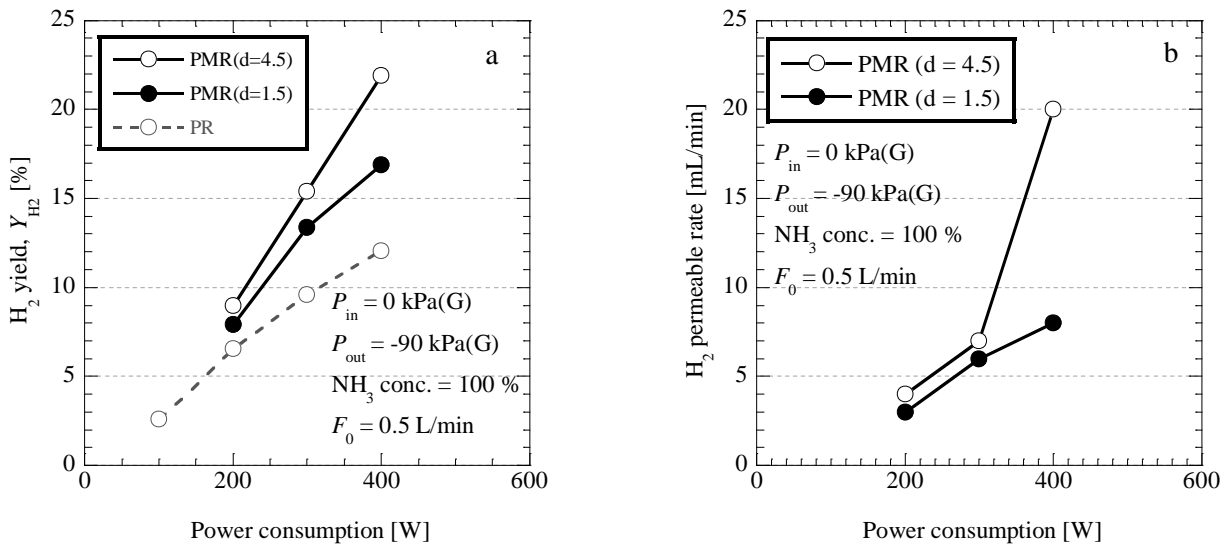 a
PMR(d=4.5)
PMR(d=1.5)
PR
25
20
15
10
5
0
H2 yield, YH2 [%]
Pin = 0 kPa(G)
Pout = -90 kPa(G)
NH3 conc. = 100 %
F0 = 0.5 L/min
0 200 400 600
Power consumption [W]
b
PMR (d = 4.5)
PMR (d = 1.5)
25
20
15
10
5
0
H2 permeable rate [mL/min]
Pin = 0 kPa(G)
Pout = -90 kPa(G)
NH3 conc. = 100 %
F0 = 0.5 L/min
0 200 400 600
Power consumption [W]